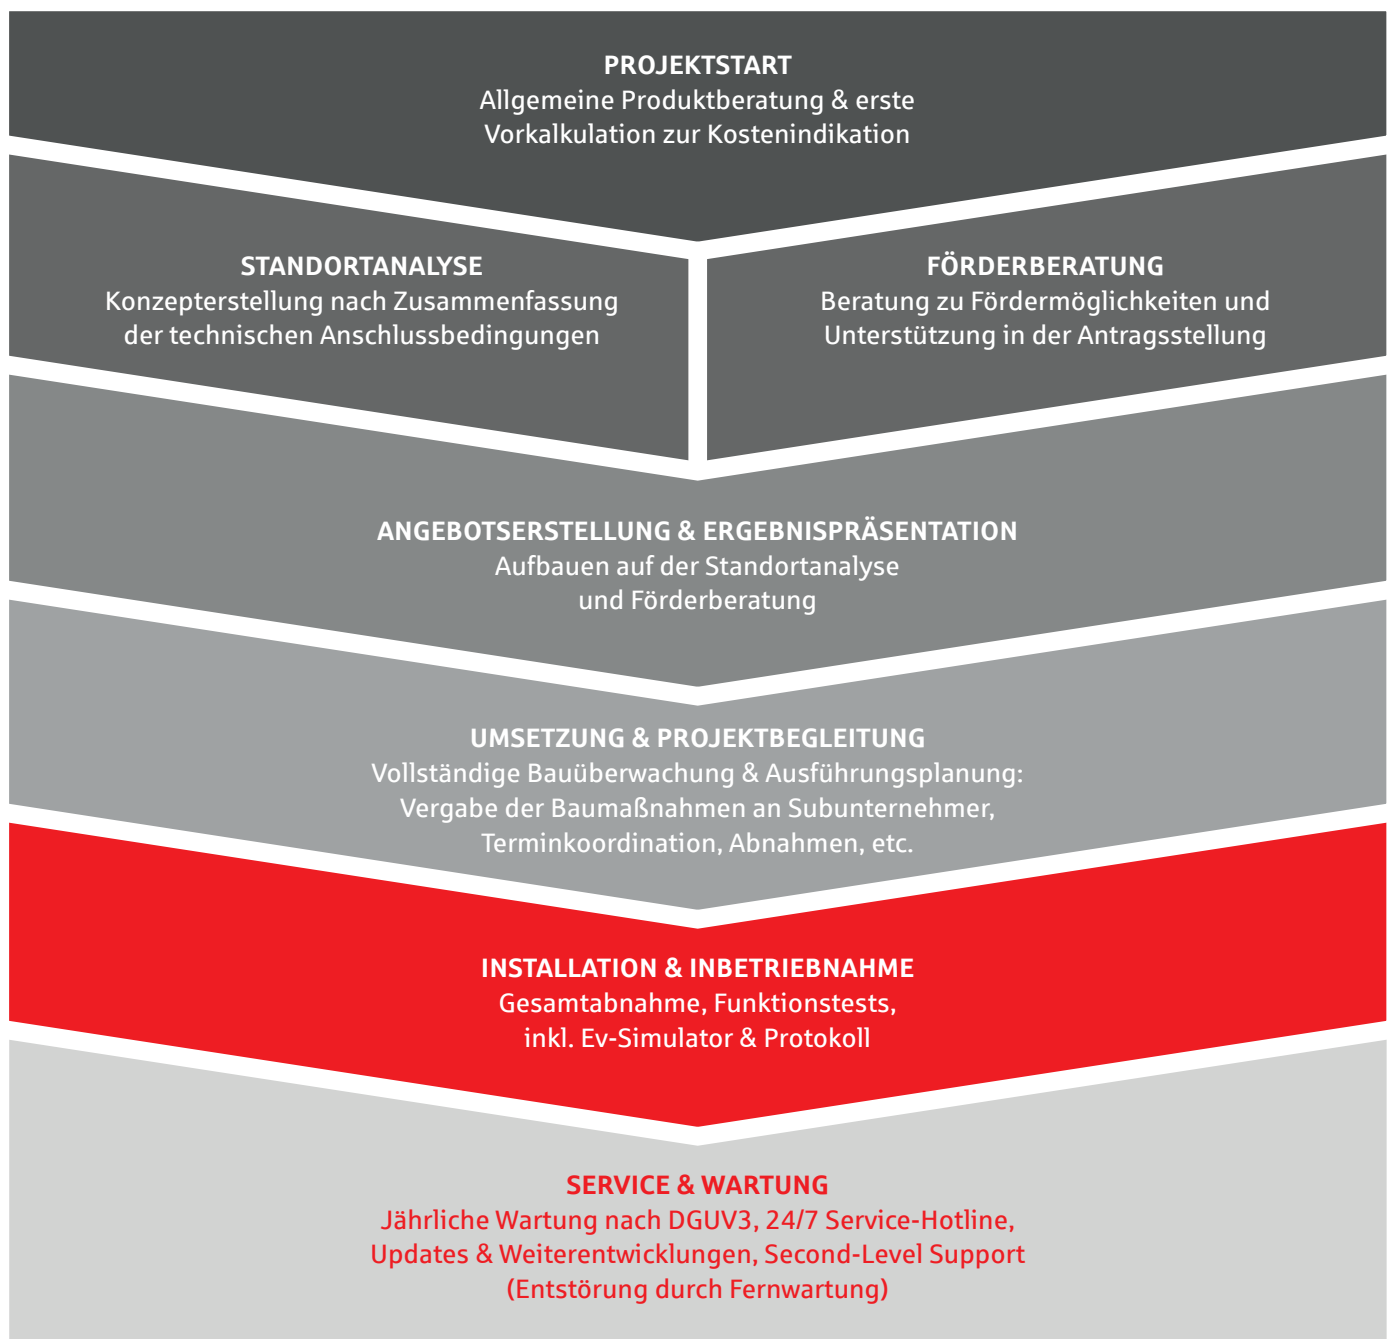 PROJEKTSTART
Allgemeine Produktberatung & erste
Vorkalkulation zur Kostenindikation
STANDORTANALYSE
Konzepterstellung nach Zusammenfassung
der technischen Anschlussbedingungen
FÖRDERBERATUNG
Beratung zu Fördermöglichkeiten und
Unterstützung in der Antragsstellung
ANGEBOTSERSTELLUNG & ERGEBNISPRÄSENTATION
Aufbauen auf der Standortanalyse
und Förderberatung
UMSETZUNG & PROJEKTBEGLEITUNG
Vollständige Bauüberwachung & Ausführungsplanung:
Vergabe der Baumaßnahmen an Subunternehmer,
Terminkoordination, Abnahmen, etc.
INSTALLATION & INBETRIEBNAHME
Gesamtabnahme, Funktionstests,
inkl. Ev-Simulator & Protokoll
SERVICE & WARTUNG
Jährliche Wartung nach DGUV3, 24/7 Service-Hotline,
Updates & Weiterentwicklungen, Second-Level Support
(Entstörung durch Fernwartung)